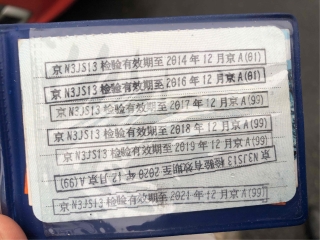 京N3JS13检验有效期至2014年12月京A(01)
京N3JS13检验有效期至2016年12月京A(01)
京N3JS13检验有效期至2017年12月京A(99)
京N3JS13检验有效期至2018年12月京A(99)
京N3JS13检验有效期至2019年12月京A(99)
京N3JS13检验有效期至2020年12月京A(99)
京N3JS13检验有效期至2021年12月京A(99)